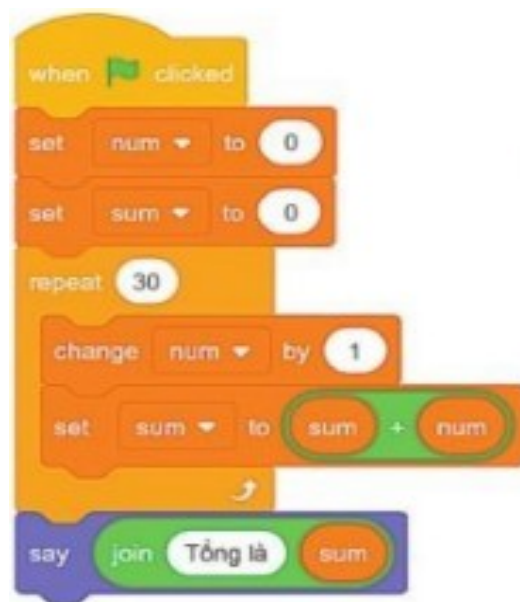 when clicked
set num to 0
set sum to 0
repeat 30
change num by 1
set sum to sum + num
say join Tổng là sum